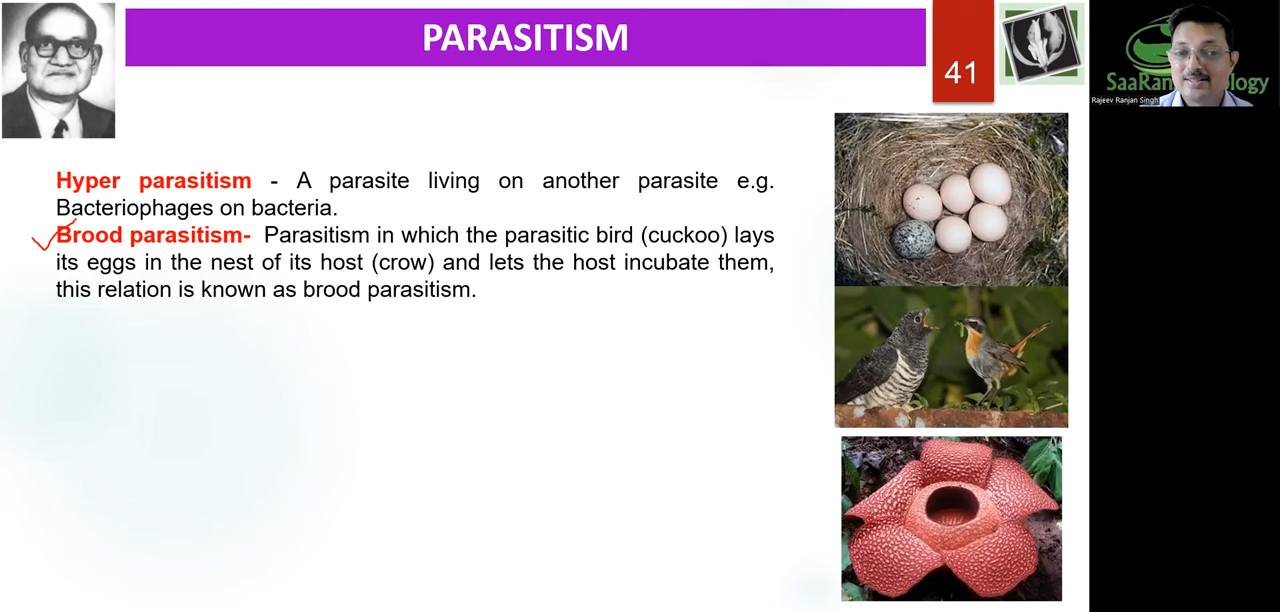 PARASITISM
41
SaaRan
ology
Rajeev Ranjan Singh
Hyper parasitism - A parasite living on another parasite e.g.
Bacteriophages on bacteria.
Brood parasitism- Parasitism in which the parasitic bird (cuckoo) lays
its eggs in the nest of its host (crow) and lets the host incubate them,
this relation is known as brood parasitism.